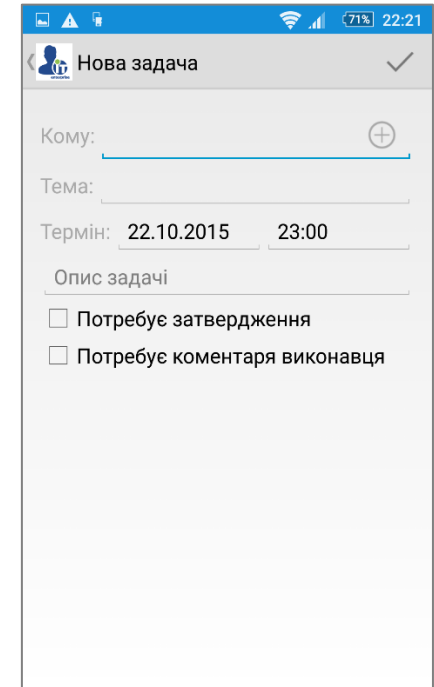 71% 22:21
Нова задача
Кому:
Тема:
Термін: 22.10.2015 23:00
Опис задачі
Потребує затвердження
Потребує коментаря виконавця